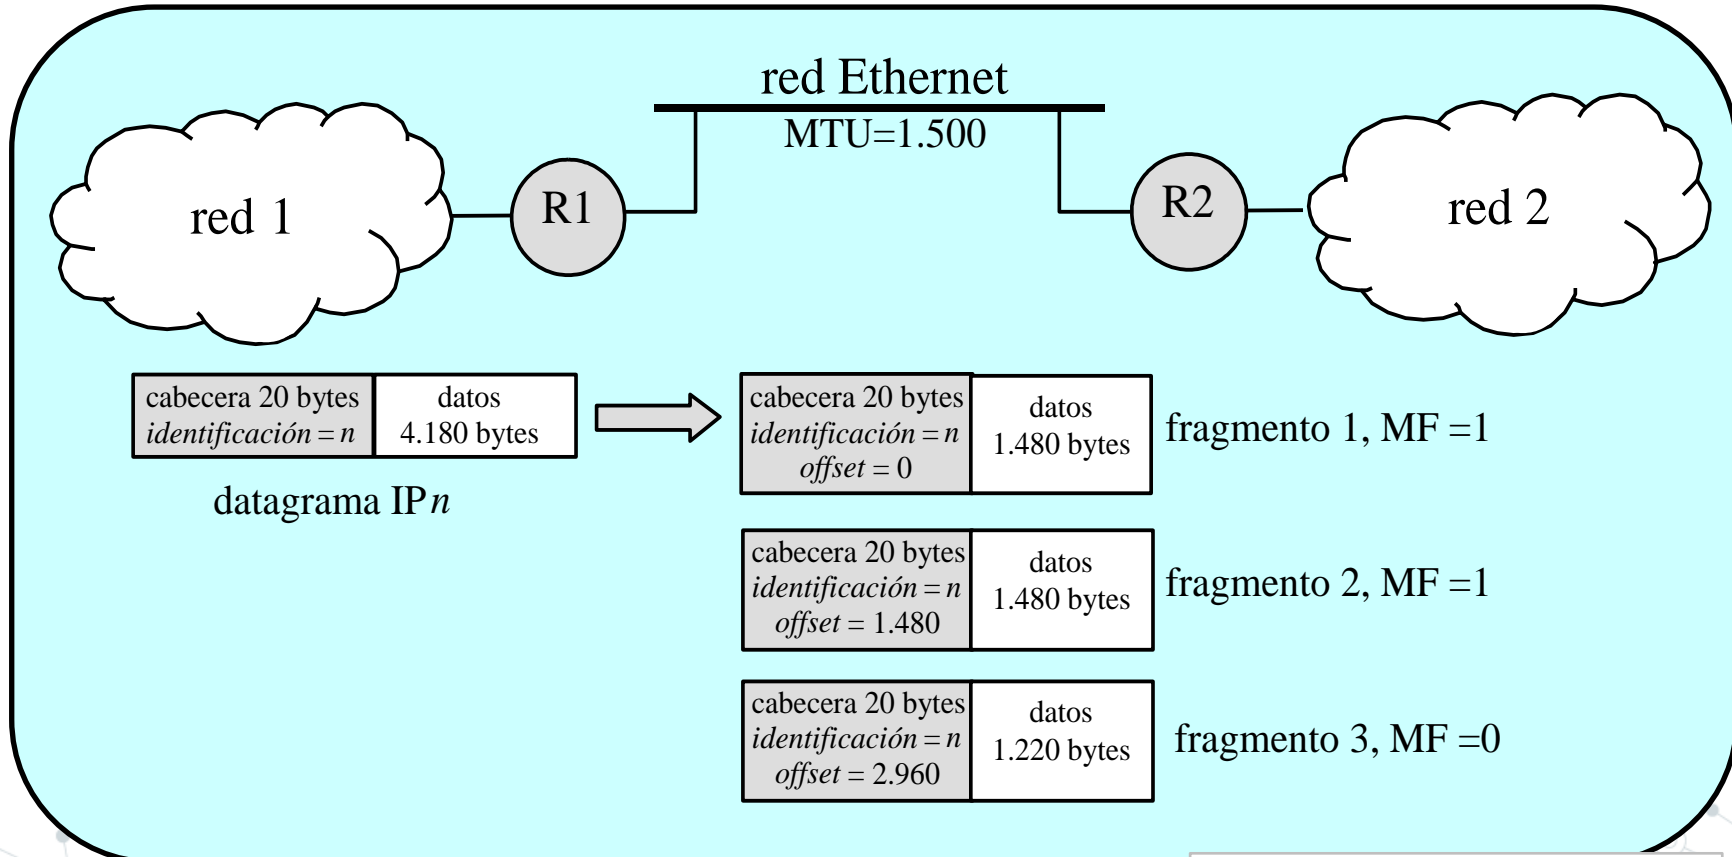 red Ethernet
MTU=1.500
red 1
R1
R2
red 2
cabecera 20 bytes
identificación = n
datos
4.180 bytes
datagrama IP n
cabecera 20 bytes
identificación = n
offset = 0
datos
1.480 bytes
fragmento 1, MF =1
cabecera 20 bytes
identificación = n
offset = 1.480
datos
1.480 bytes
fragmento 2, MF =1
cabecera 20 bytes
identificación = n
offset = 2.960
datos
1.220 bytes
fragmento 3, MF =0